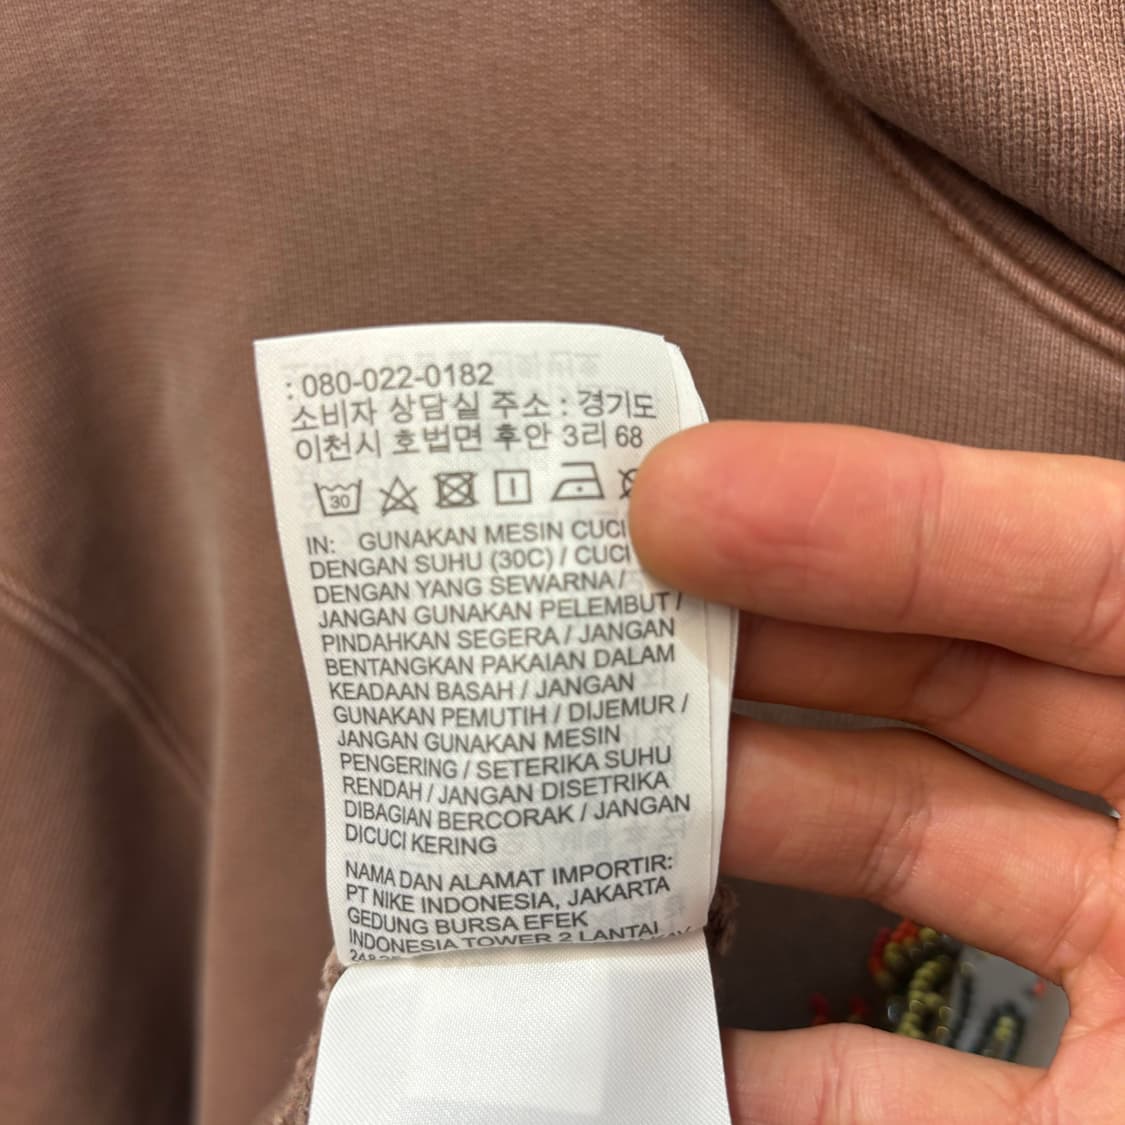 : 080-022-0182
소비자 상담실 주소 : 경기도
이천시 호법면 후안 3리 68
30
IN: GUNAKAN MESIN CUCI
DENGAN SUHU (30C) / CUCI
DENGAN YANG SEWARNA /
JANGAN GUNAKAN PELEMBUT /
PINDAHKAN SEGERA / JANGAN
BENTANGKAN PAKAIAN DALAM
KEADAAN BASAH / JANGAN
GUNAKAN PEMUTIH / DIJEMUR /
JANGAN GUNAKAN MESIN
PENGERING / SETERIKA SUHU
RENDAH / JANGAN DISETRIKA
DIBAGIAN BERCORAK / JANGAN
DICUCI KERING
NAMA DAN ALAMAT IMPORTIR:
PT NIKE INDONESIA, JAKARTA
GEDUNG BURSA EFEK
INDONESIA TOWER 2 LANTAI